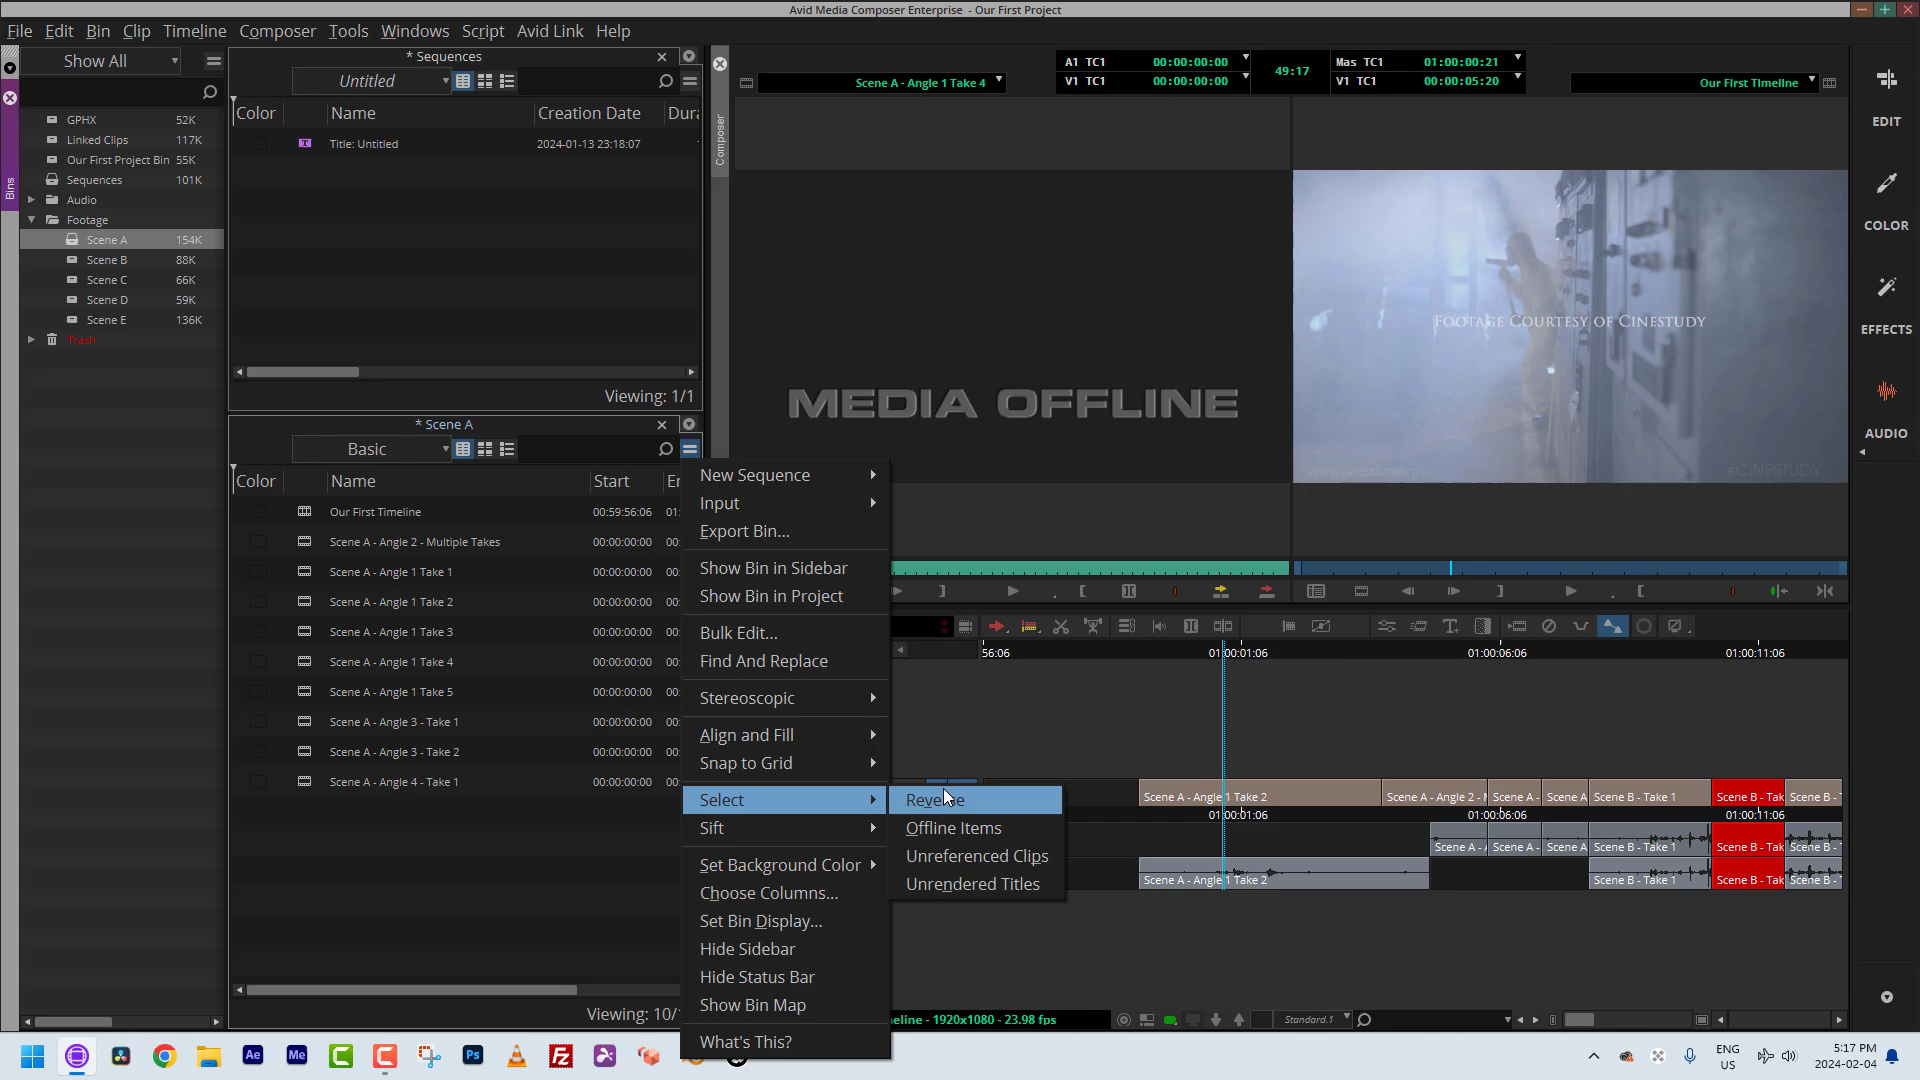 Avid Media Composer Enterprise - Our First Project
File Edit Bin Clip Timeline Composer Tools Windows Script Avid Link Help
Show All
Bins
GPHX 52K
Linked Clips 117K
Our First Project Bin 55K
Sequences 101K
Audio
Footage
Scene A 154K
Scene B 88K
Scene C 66K
Scene D 59K
Scene E 136K
Trash
* Sequences
Untitled
Color Name Creation Date Dura
Title: Untitled 2024-01-13 23:18:07
Viewing: 1/1
* Scene A
Basic
Color Name Start
Our First Timeline 00:59:56:06 01:
Scene A - Angle 2 - Multiple Takes 00:00:00:00 00:
Scene A - Angle 1 Take 1 00:00:00:00 00:
Scene A - Angle 1 Take 2 00:00:00:00 00:
Scene A - Angle 1 Take 3 00:00:00:00 00:
Scene A - Angle 1 Take 4 00:00:00:00 00:
Scene A - Angle 1 Take 5 00:00:00:00 00:
Scene A - Angle 3 - Take 1 00:00:00:00 00:
Scene A - Angle 3 - Take 2 00:00:00:00 00:
Scene A - Angle 4 - Take 1 00:00:00:00 00:
Viewing: 10/
New Sequence
Input
Export Bin...
Show Bin in Sidebar
Show Bin in Project
Bulk Edit...
Find And Replace
Stereoscopic
Align and Fill
Snap to Grid
Select
Sift
Set Background Color
Choose Columns...
Set Bin Display...
Hide Sidebar
Hide Status Bar
Show Bin Map
What's This?
Reverse
Offline Items
Unreferenced Clips
Unrendered Titles
Composer
Scene A - Angle 1 Take 4
A1 TC1 00:00:00:00
V1 TC1 00:00:00:00
49:17
Mas TC1 01:00:00:21
V1 TC1 00:00:05:20
Our First Timeline
MEDIA OFFLINE
Footage Courtesy of Cinestudy
#CINESTUDY
56:06 01:00:01:06 01:00:06:06 01:00:11:06
Scene A - Angle 1 Take 2 Scene A - Angle 2 - Scene A - Scene A Scene B - Take 1 Scene B - Tak Scene B -
01:00:01:06 01:00:06:06 01:00:11:06
Scene A Scene A - Scene A Scene B - Take 1 Scene B - Tak Scene B -
Scene A - Angle 1 Take 2 Scene B - Take 1 Scene B - Tak Scene B -
eline - 1920x1080 - 23.98 fps
Standard.1
EDIT
COLOR
EFFECTS
AUDIO
Ae Me C C Ps Fz
ENG
US
5:17 PM
2024-02-04